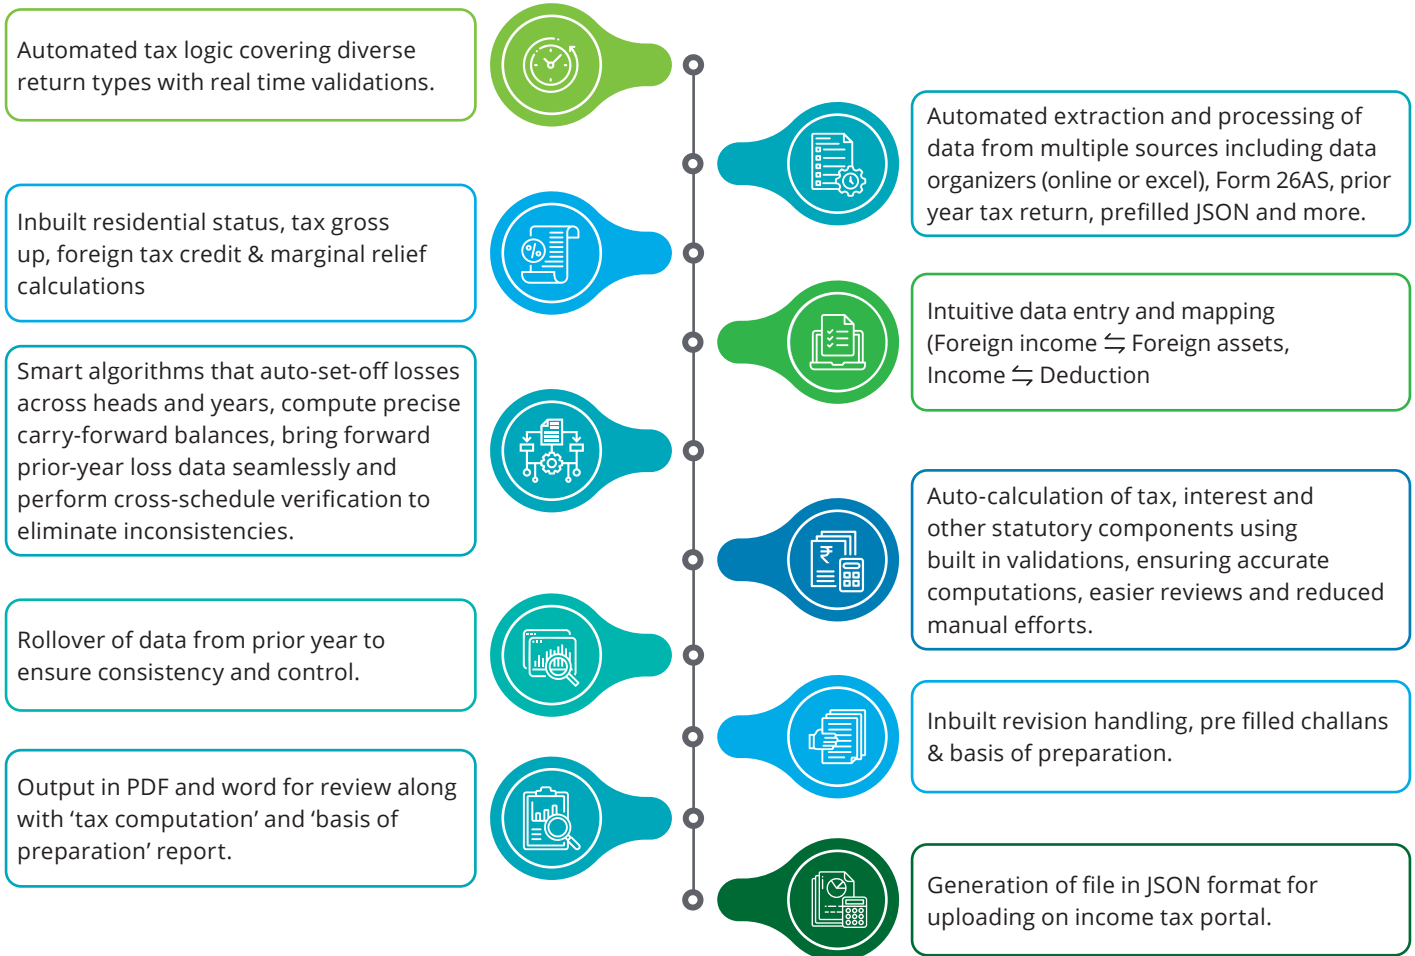 Automated tax logic covering diverse
return types with real time validations.
Automated extraction and processing of
data from multiple sources including data
organizers (online or excel), Form 26AS, prior
year tax return, prefilled JSON and more.
Inbuilt residential status, tax gross
up, foreign tax credit & marginal relief
calculations
Intuitive data entry and mapping
(Foreign income ⇆ Foreign assets,
Income ⇆ Deduction
Smart algorithms that auto-set-off losses
across heads and years, compute precise
carry-forward balances, bring forward
prior-year loss data seamlessly and
perform cross-schedule verification to
eliminate inconsistencies.
Auto-calculation of tax, interest and
other statutory components using
built in validations, ensuring accurate
computations, easier reviews and reduced
manual efforts.
Rollover of data from prior year to
ensure consistency and control.
Inbuilt revision handling, pre filled challans
& basis of preparation.
Output in PDF and word for review along
with ‘tax computation’ and ‘basis of
preparation’ report.
Generation of file in JSON format for
uploading on income tax portal.